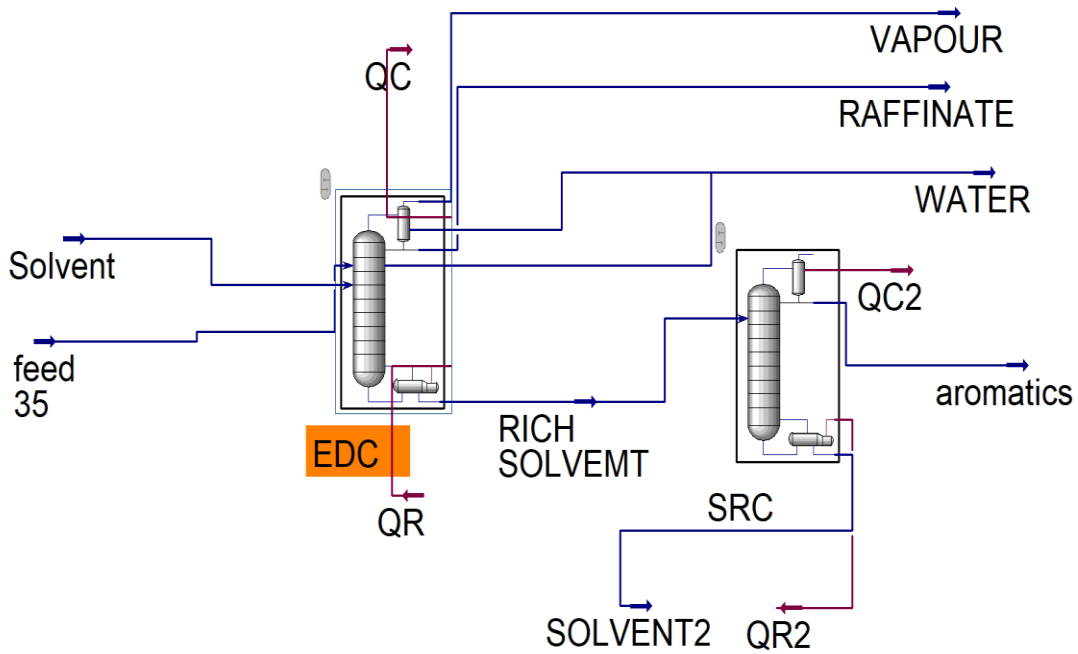 VAPOUR
QC
RAFFINATE
WATER
Solvent
QC2
feed
35
aromatics
RICH
SOLVEMT
EDC
SRC
QR
SOLVENT2
QR2